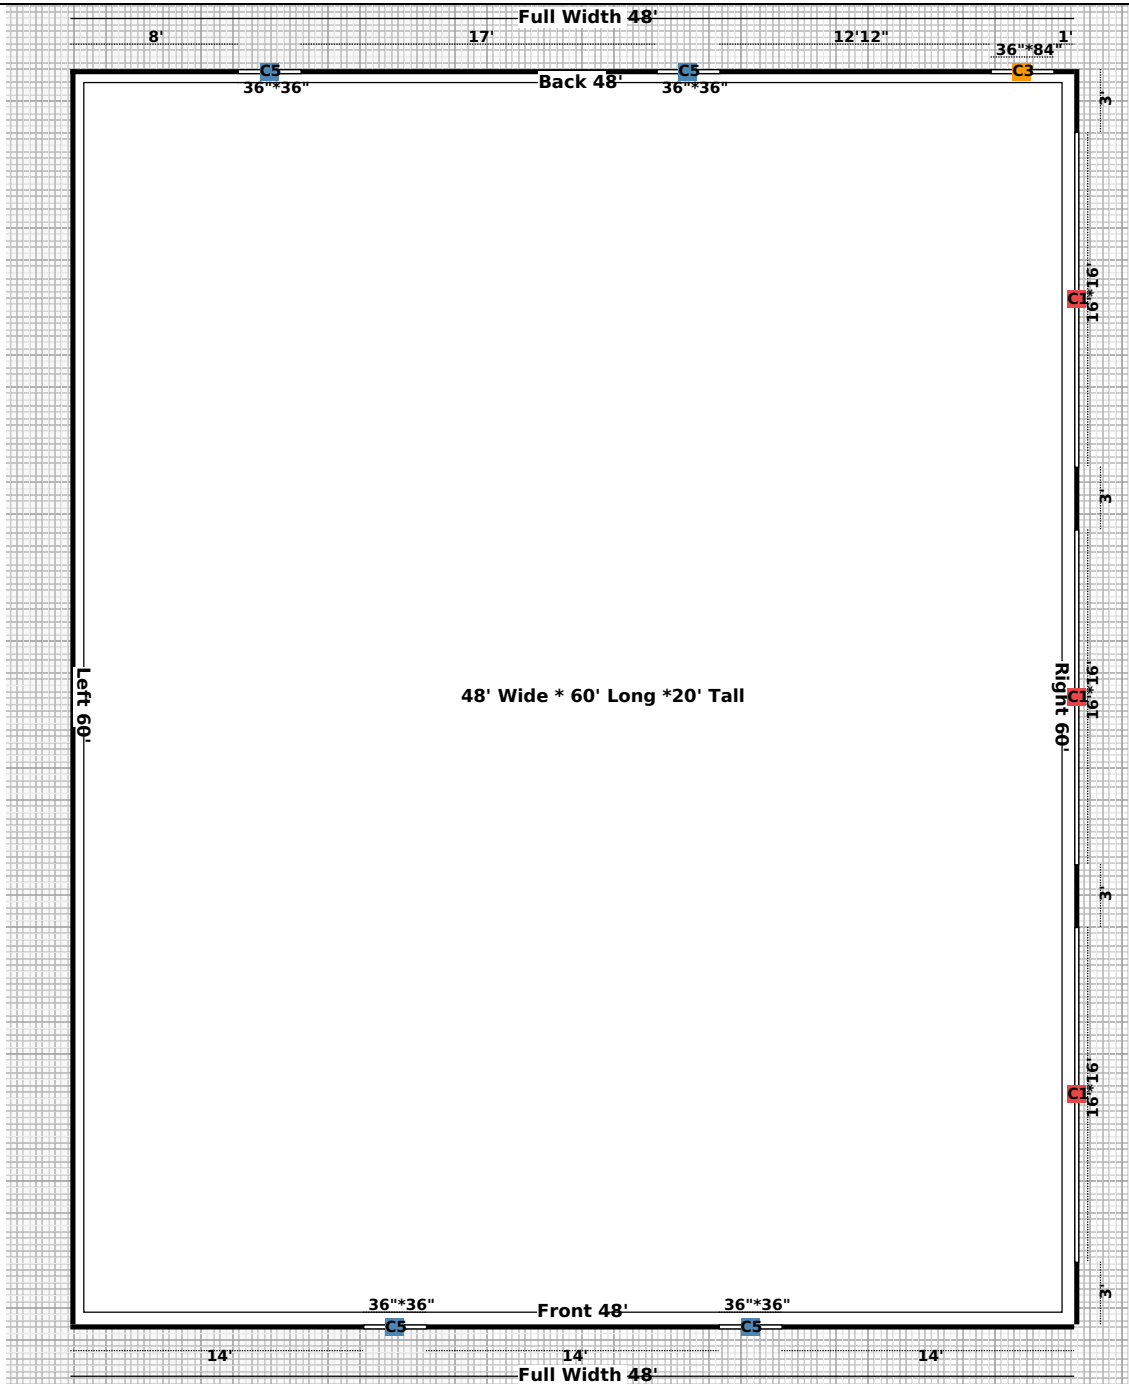 Full Width 48'
8'
17'
12'12"
1'
36"*84"
C5
C5
C3
36"*36"
Back 48'
36"*36"
3'
C1
16'*16'
3'
Left 60'
48' Wide * 60' Long *20' Tall
Right 60'
C1
16'*16'
3'
C1
16'*16'
3'
36"*36"
Front 48'
36"*36"
C5
C5
14'
14'
14'
Full Width 48'